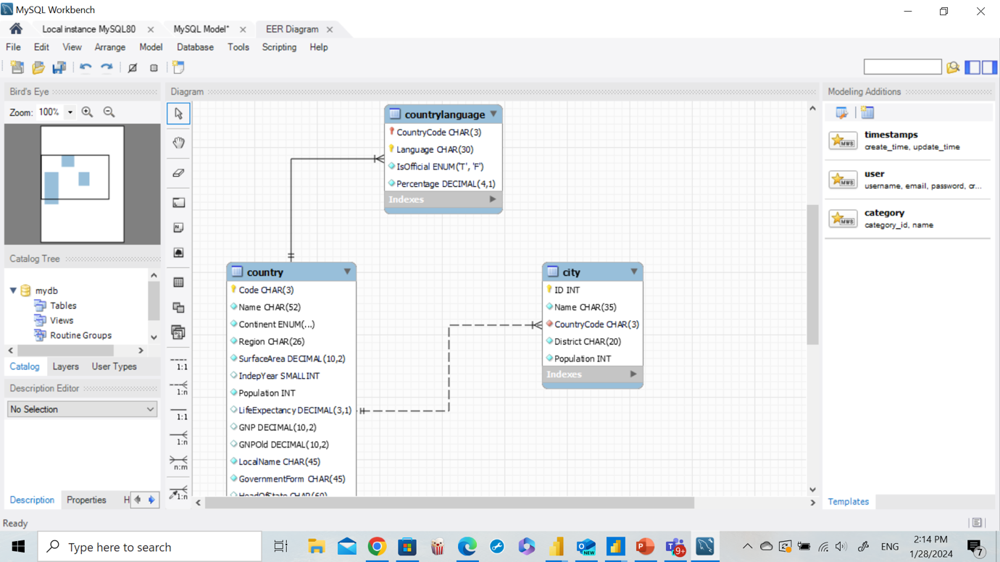 MySQL Workbench
Local instance MySQL80
MySQL Model*
EER Diagram
File Edit View Arrange Model Database Tools Scripting Help
Bird's Eye
Zoom: 100%
Catalog Tree
mydb
Tables
Views
Routine Groups
Catalog Layers User Types
Description Editor
No Selection
Description Properties H
Diagram
1:1
1:n
1:1
1:n
n:m
1:n
countrylanguage
CountryCode CHAR(3)
Language CHAR(30)
IsOfficial ENUM('T', 'F')
Percentage DECIMAL(4,1)
Indexes
country
Code CHAR(3)
Name CHAR(52)
Continent ENUM(...)
Region CHAR(26)
SurfaceArea DECIMAL(10,2)
IndepYear SMALLINT
Population INT
LifeExpectancy DECIMAL(3,1)
GNP DECIMAL(10,2)
GNPOld DECIMAL(10,2)
LocalName CHAR(45)
GovernmentForm CHAR(45)
HeadOfState CHAR(60)
city
ID INT
Name CHAR(35)
CountryCode CHAR(3)
District CHAR(20)
Population INT
Indexes
Modeling Additions
timestamps
create_time, update_time
user
username, email, password, cr...
category
category_id, name
Templates
Ready
Type here to search
NEW
9+
ENG
2:14 PM
1/28/2024
7